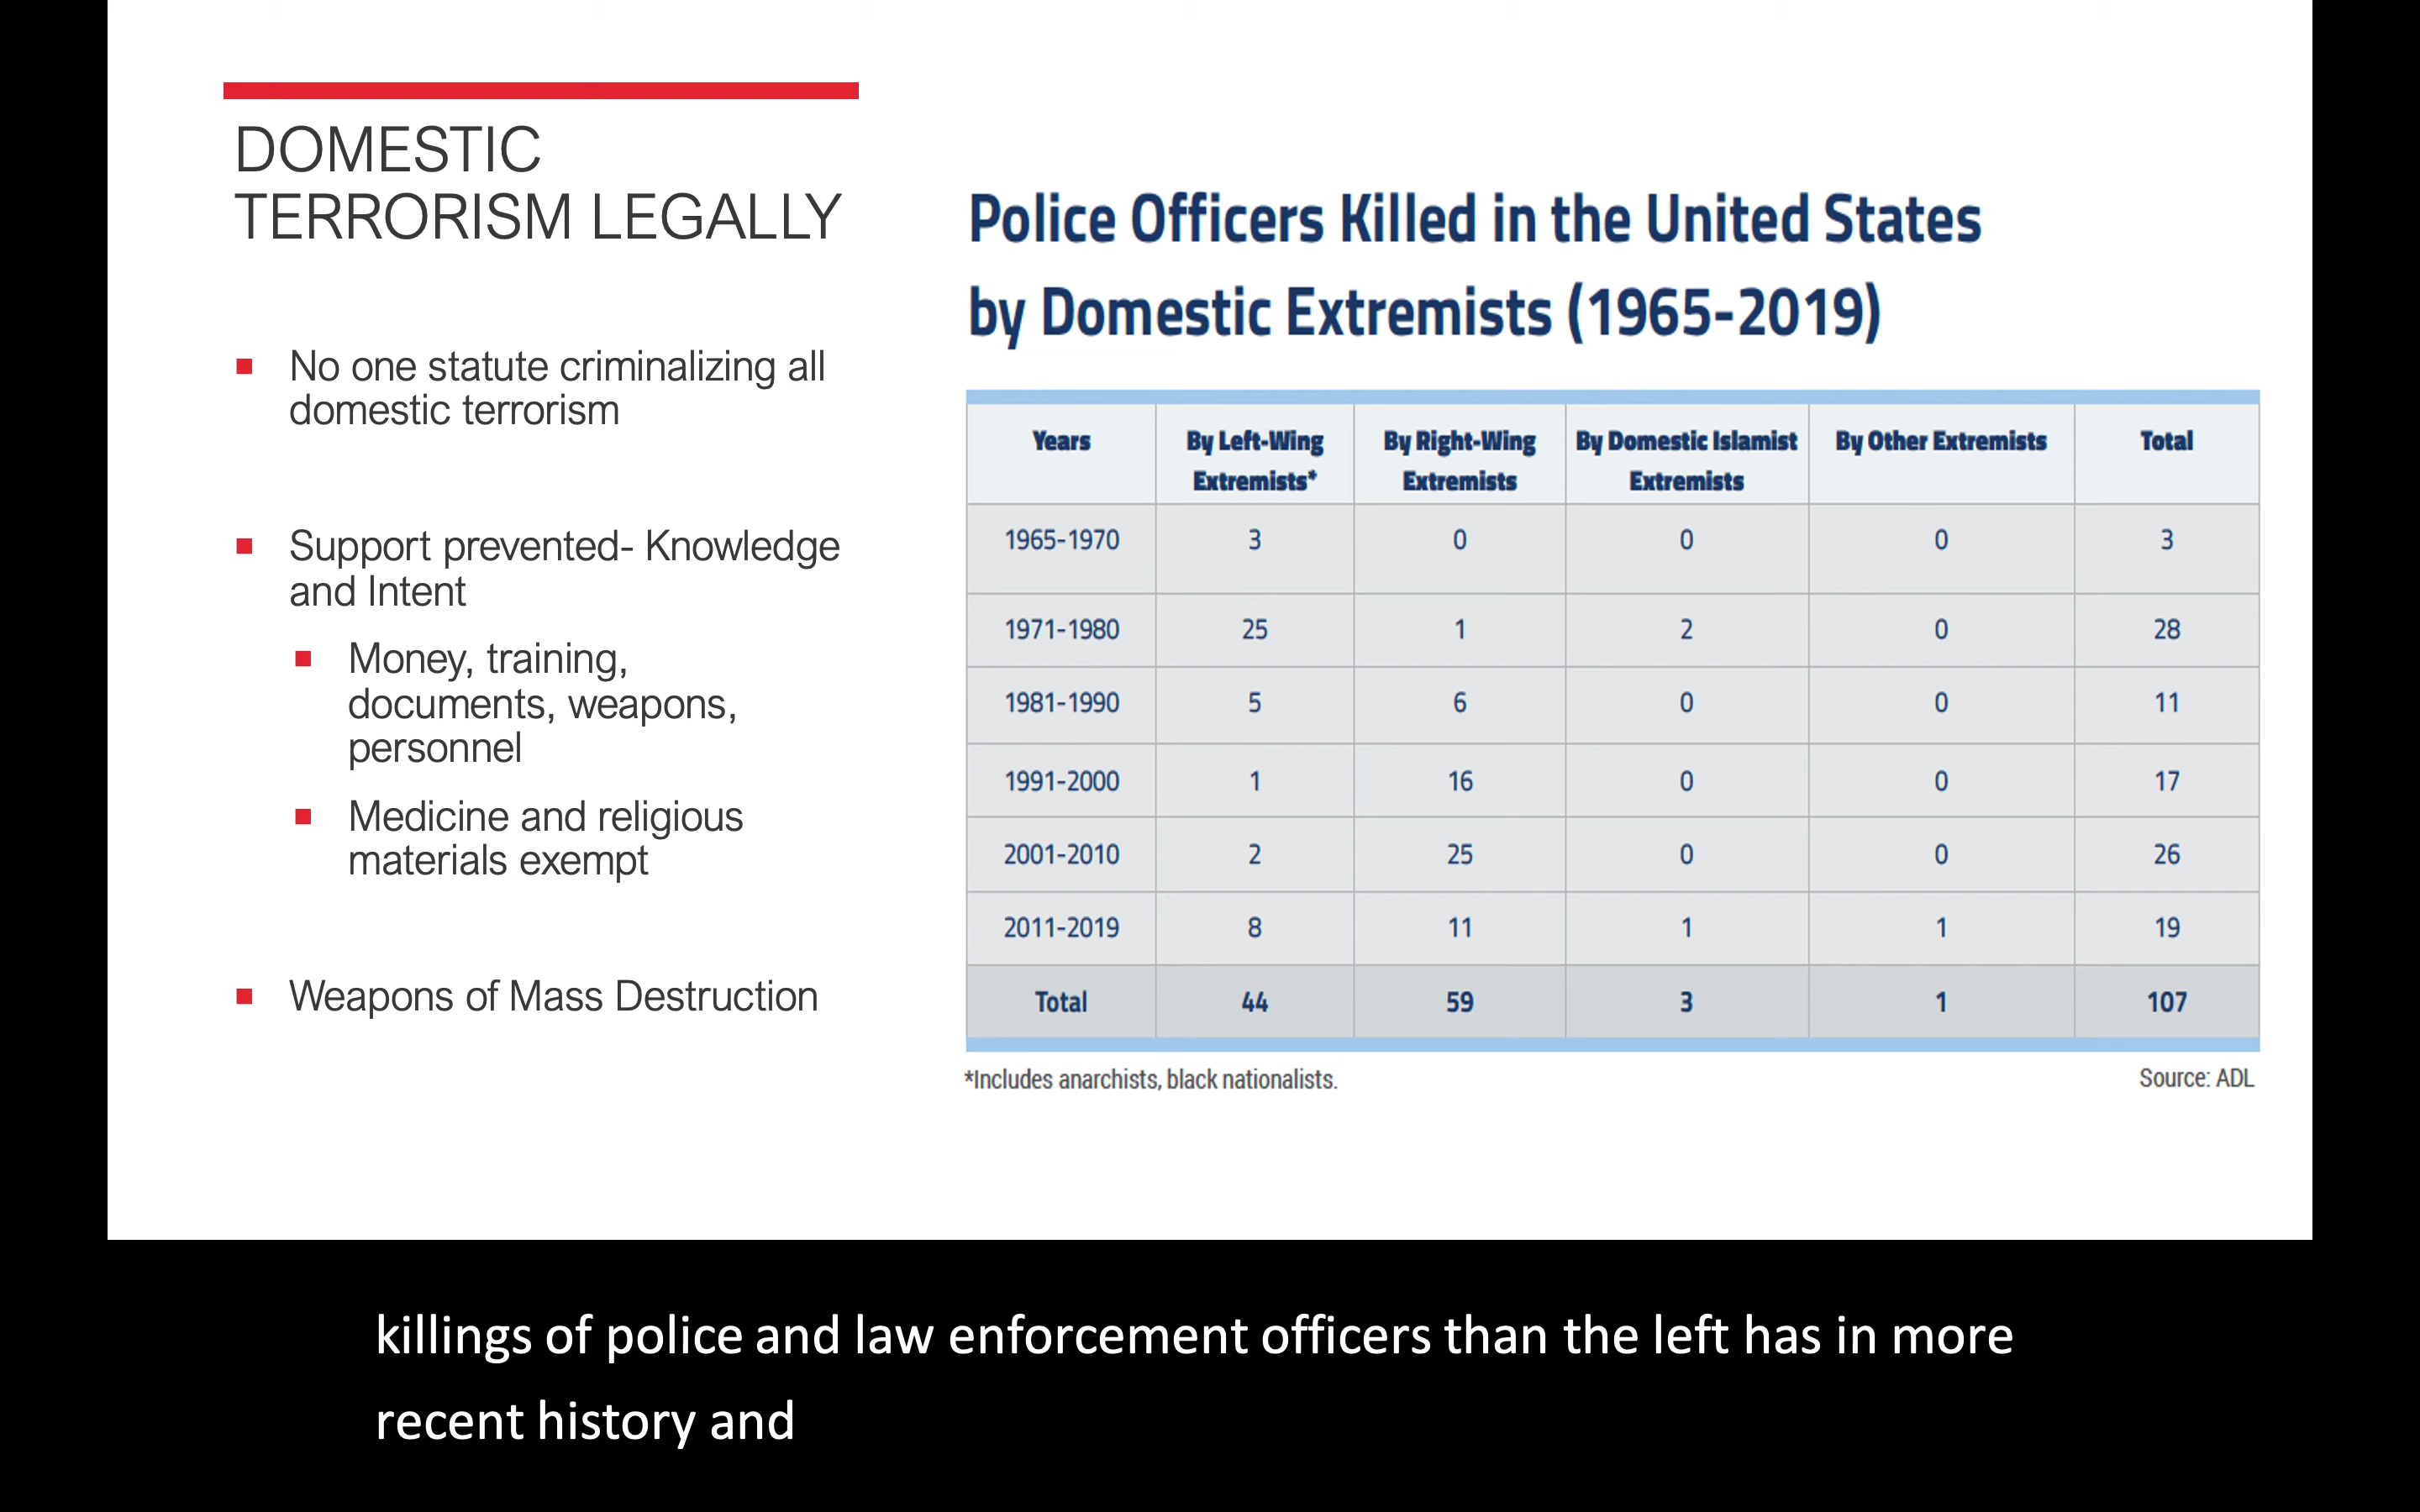 DOMESTIC
TERRORISM LEGALLY
No one statute criminalizing all
domestic terrorism
Support prevented- Knowledge
and Intent
Money, training,
documents, weapons,
personnel
Medicine and religious
materials exempt
Weapons of Mass Destruction
Police Officers Killed in the United States
by Domestic Extremists (1965-2019)
Years By Left-Wing Extremists* By Right-Wing Extremists By Domestic Islamist Extremists By Other Extremists Total
1965-1970 3 0 0 0 3
1971-1980 25 1 2 0 28
1981-1990 5 6 0 0 11
1991-2000 1 16 0 0 17
2001-2010 2 25 0 0 26
2011-2019 8 11 1 1 19
Total 44 59 3 1 107
*Includes anarchists, black nationalists. Source: ADL
killings of police and law enforcement officers than the left has in more
recent history and